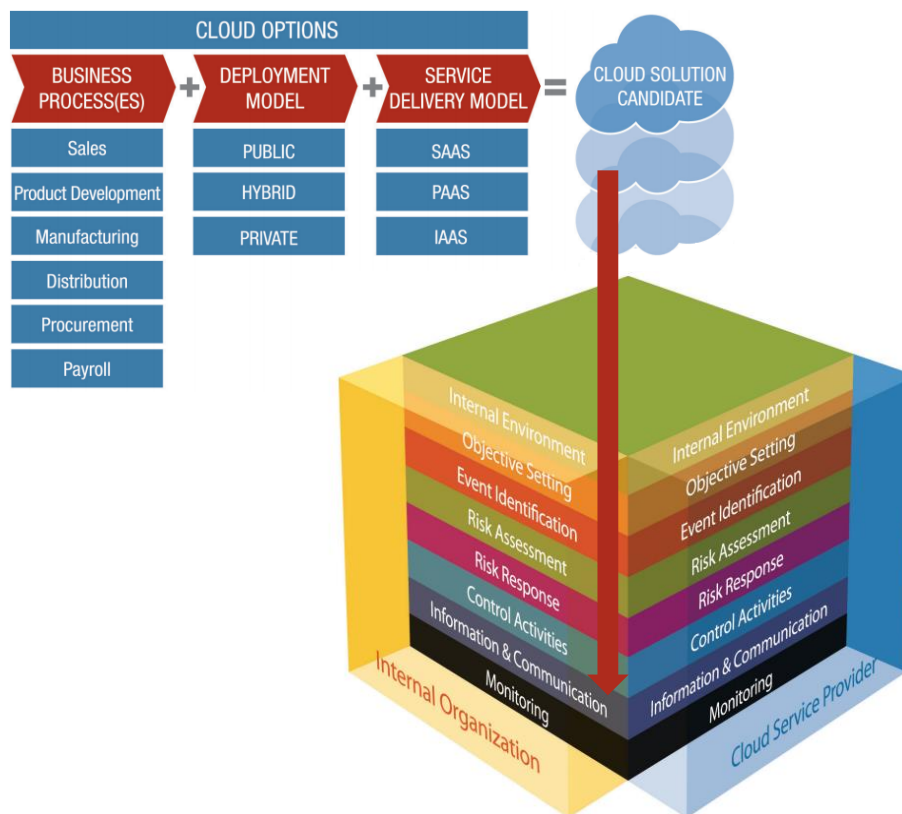 CLOUD OPTIONS
BUSINESS
PROCESS(ES)
+
DEPLOYMENT
MODEL
+
SERVICE
DELIVERY MODEL
=
CLOUD SOLUTION
CANDIDATE
Sales
Product Development
Manufacturing
Distribution
Procurement
Payroll
PUBLIC
HYBRID
PRIVATE
SAAS
PAAS
IAAS
Internal Environment
Objective Setting
Event Identification
Risk Assessment
Risk Response
Control Activities
Information & Communication
Monitoring
Internal Organization
Internal Environment
Objective Setting
Event Identification
Risk Assessment
Risk Response
Control Activities
Information & Communication
Monitoring
Cloud Service Provider